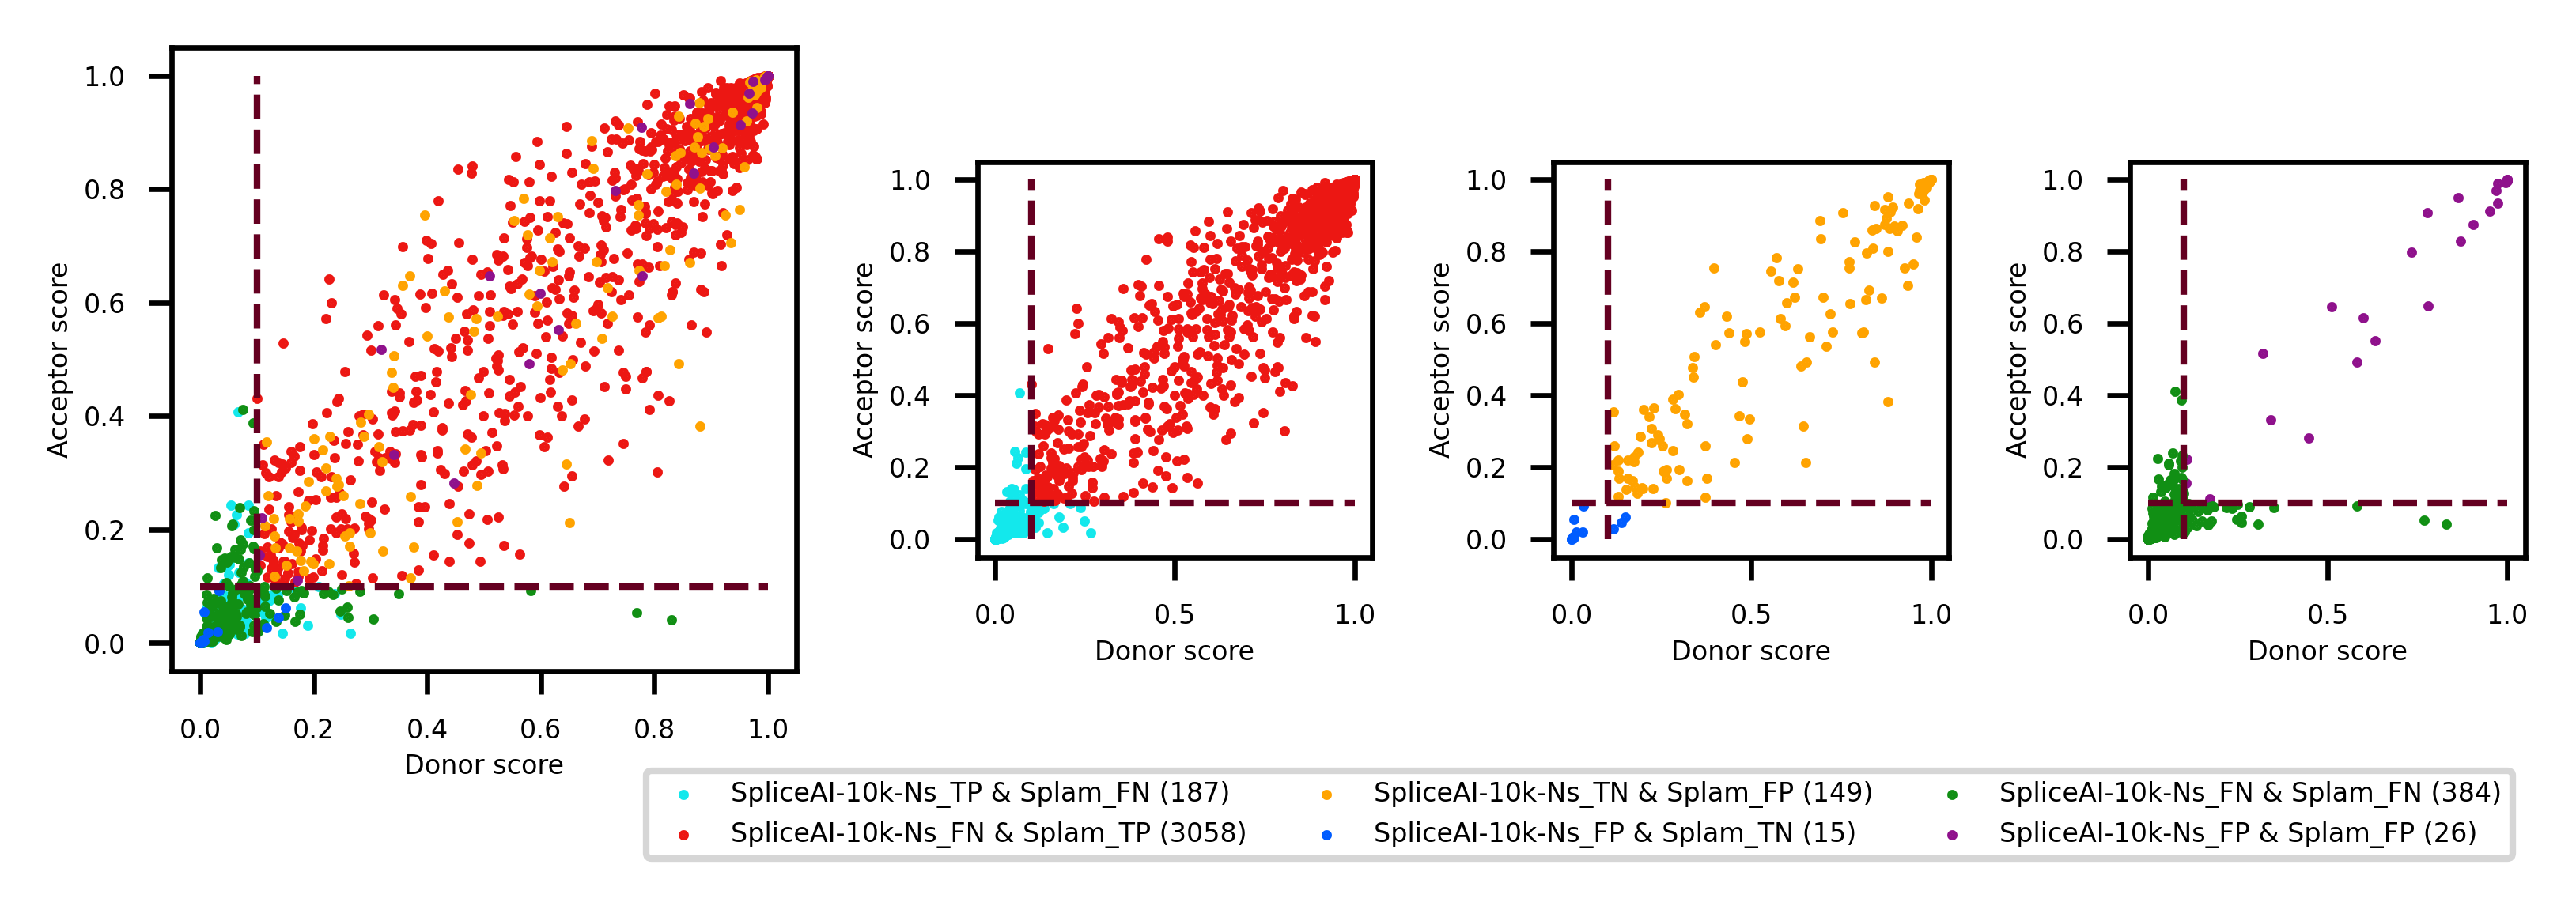 1.0
0.8
0.6
0.4
0.2
0.0
Acceptor score
0.0 0.2 0.4 0.6 0.8 1.0
Donor score
1.0
0.8
0.6
0.4
0.2
0.0
Acceptor score
0.0 0.5 1.0
Donor score
1.0
0.8
0.6
0.4
0.2
0.0
Acceptor score
0.0 0.5 1.0
Donor score
1.0
0.8
0.6
0.4
0.2
0.0
Acceptor score
0.0 0.5 1.0
Donor score
SpliceAI-10k-Ns_TP & Splam_FN (187)
SpliceAI-10k-Ns_FN & Splam_TP (3058)
SpliceAI-10k-Ns_TN & Splam_FP (149)
SpliceAI-10k-Ns_FP & Splam_TN (15)
SpliceAI-10k-Ns_FN & Splam_FN (384)
SpliceAI-10k-Ns_FP & Splam_FP (26)